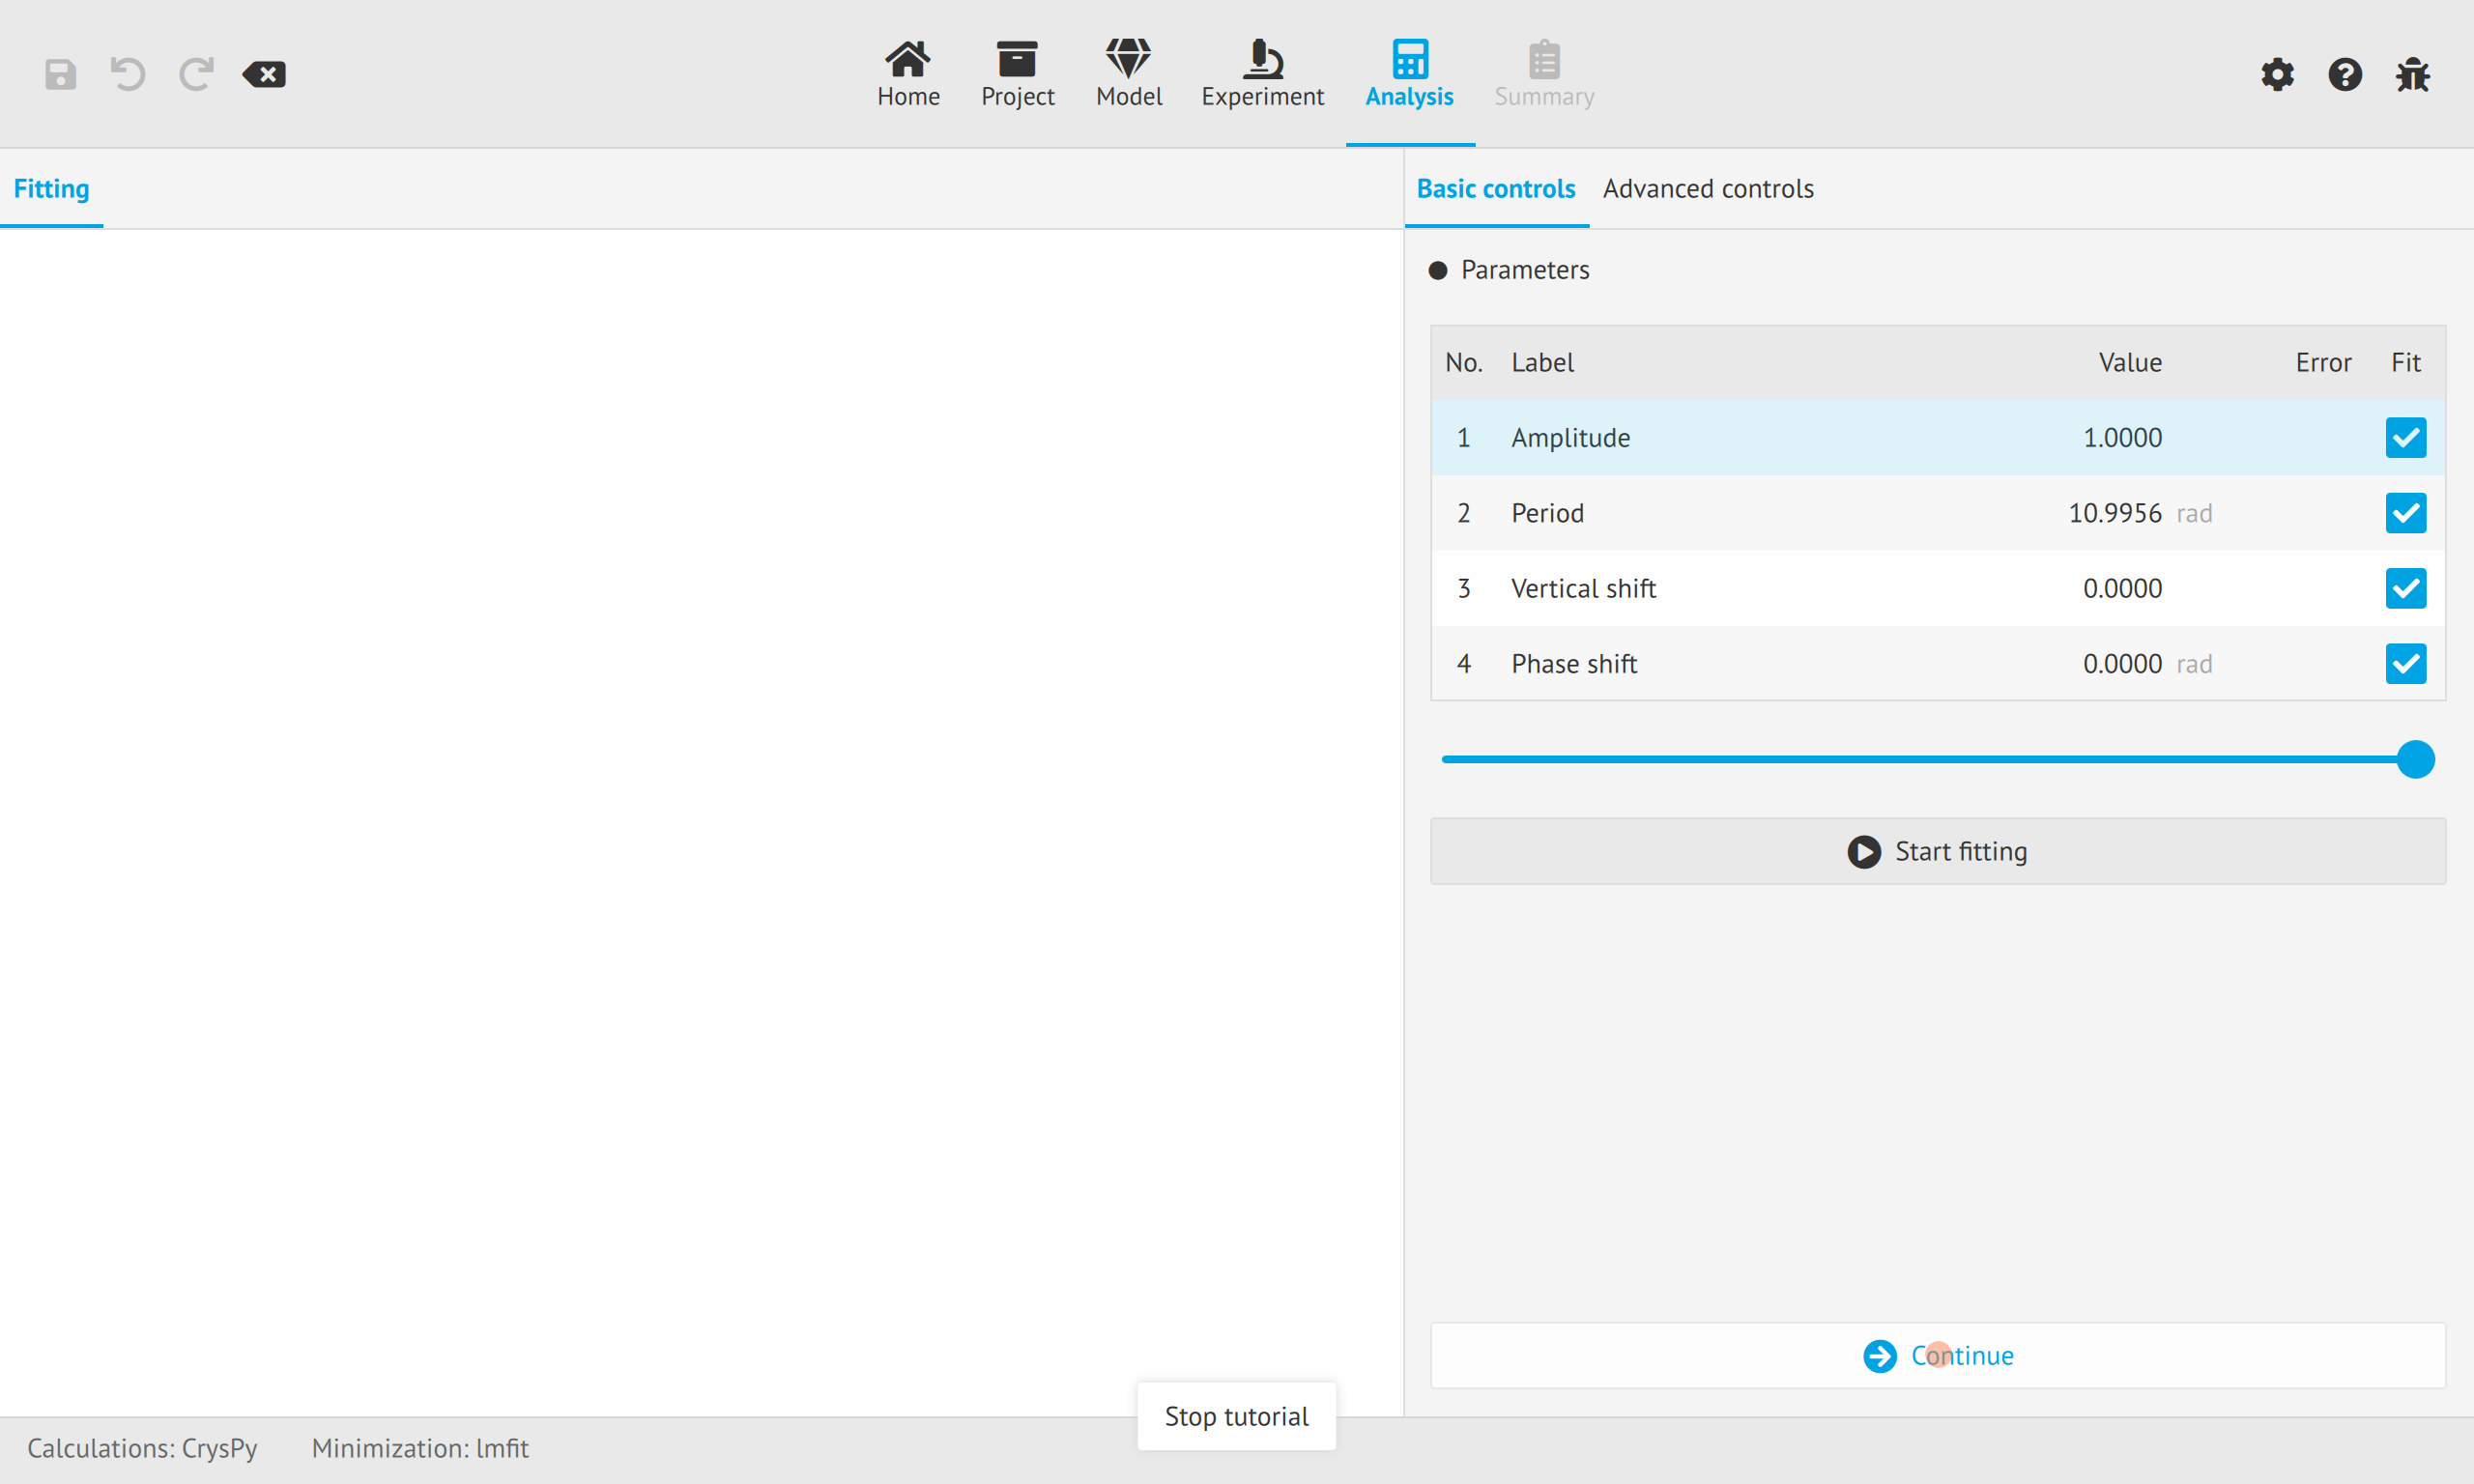 Home Project Model Experiment Analysis Summary
Fitting
Basic controls Advanced controls
Parameters
No. Label Value Error Fit
1 Amplitude 1.0000
2 Period 10.9956 rad
3 Vertical shift 0.0000
4 Phase shift 0.0000 rad
Start fitting
Continue
Stop tutorial
Calculations: CrysPy Minimization: lmfit